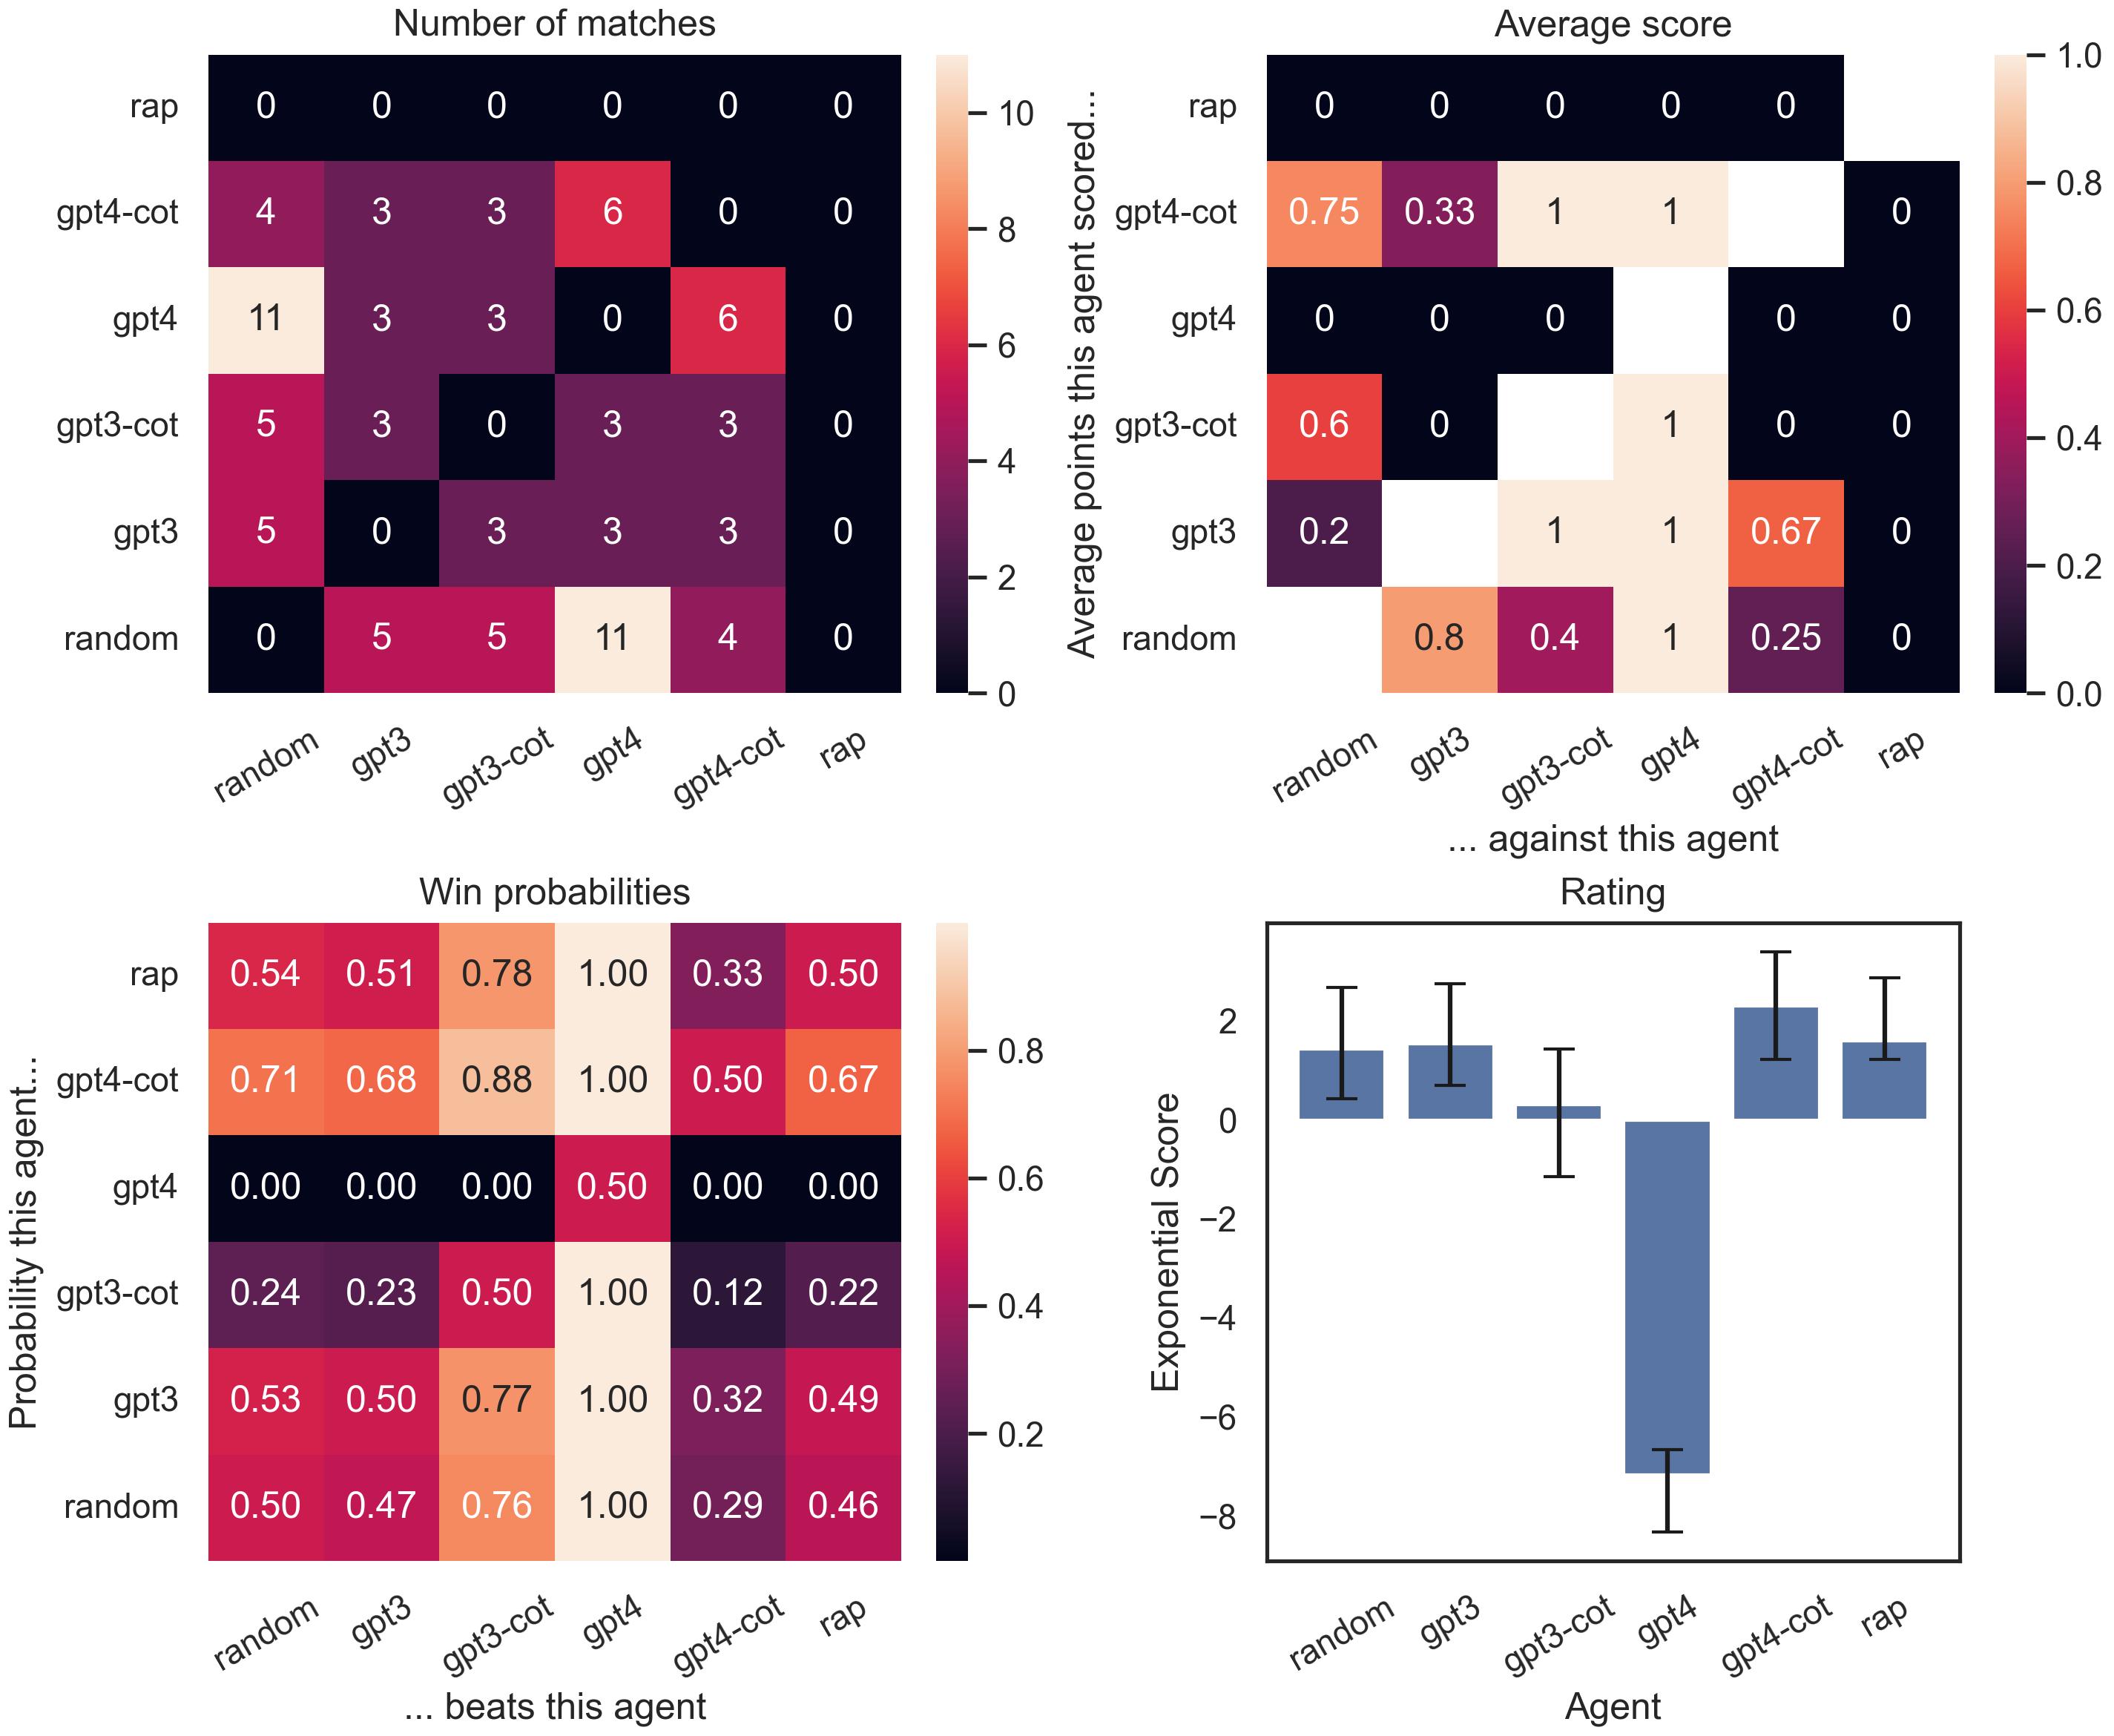 Number of matches
rap 0 0 0 0 0 0
gpt4-cot 4 3 3 6 0 0
gpt4 11 3 3 0 6 0
gpt3-cot 5 3 0 3 3 0
gpt3 5 0 3 3 3 0
random 0 5 5 11 4 0
random gpt3 gpt3-cot gpt4 gpt4-cot rap
10
8
6
4
2
0
Average score
Average points this agent scored...
rap 0 0 0 0 0
gpt4-cot 0.75 0.33 1 1 0
gpt4 0 0 0 0 0
gpt3-cot 0.6 0 1 0 0
gpt3 0.2 1 1 0.67 0
random 0.8 0.4 1 0.25 0
random gpt3 gpt3-cot gpt4 gpt4-cot rap
... against this agent
1.0
0.8
0.6
0.4
0.2
0.0
Win probabilities
Probability this agent...
rap 0.54 0.51 0.78 1.00 0.33 0.50
gpt4-cot 0.71 0.68 0.88 1.00 0.50 0.67
gpt4 0.00 0.00 0.00 0.50 0.00 0.00
gpt3-cot 0.24 0.23 0.50 1.00 0.12 0.22
gpt3 0.53 0.50 0.77 1.00 0.32 0.49
random 0.50 0.47 0.76 1.00 0.29 0.46
random gpt3 gpt3-cot gpt4 gpt4-cot rap
... beats this agent
0.8
0.6
0.4
0.2
Rating
Exponential Score
2
0
−2
−4
−6
−8
random gpt3 gpt3-cot gpt4 gpt4-cot rap
Agent